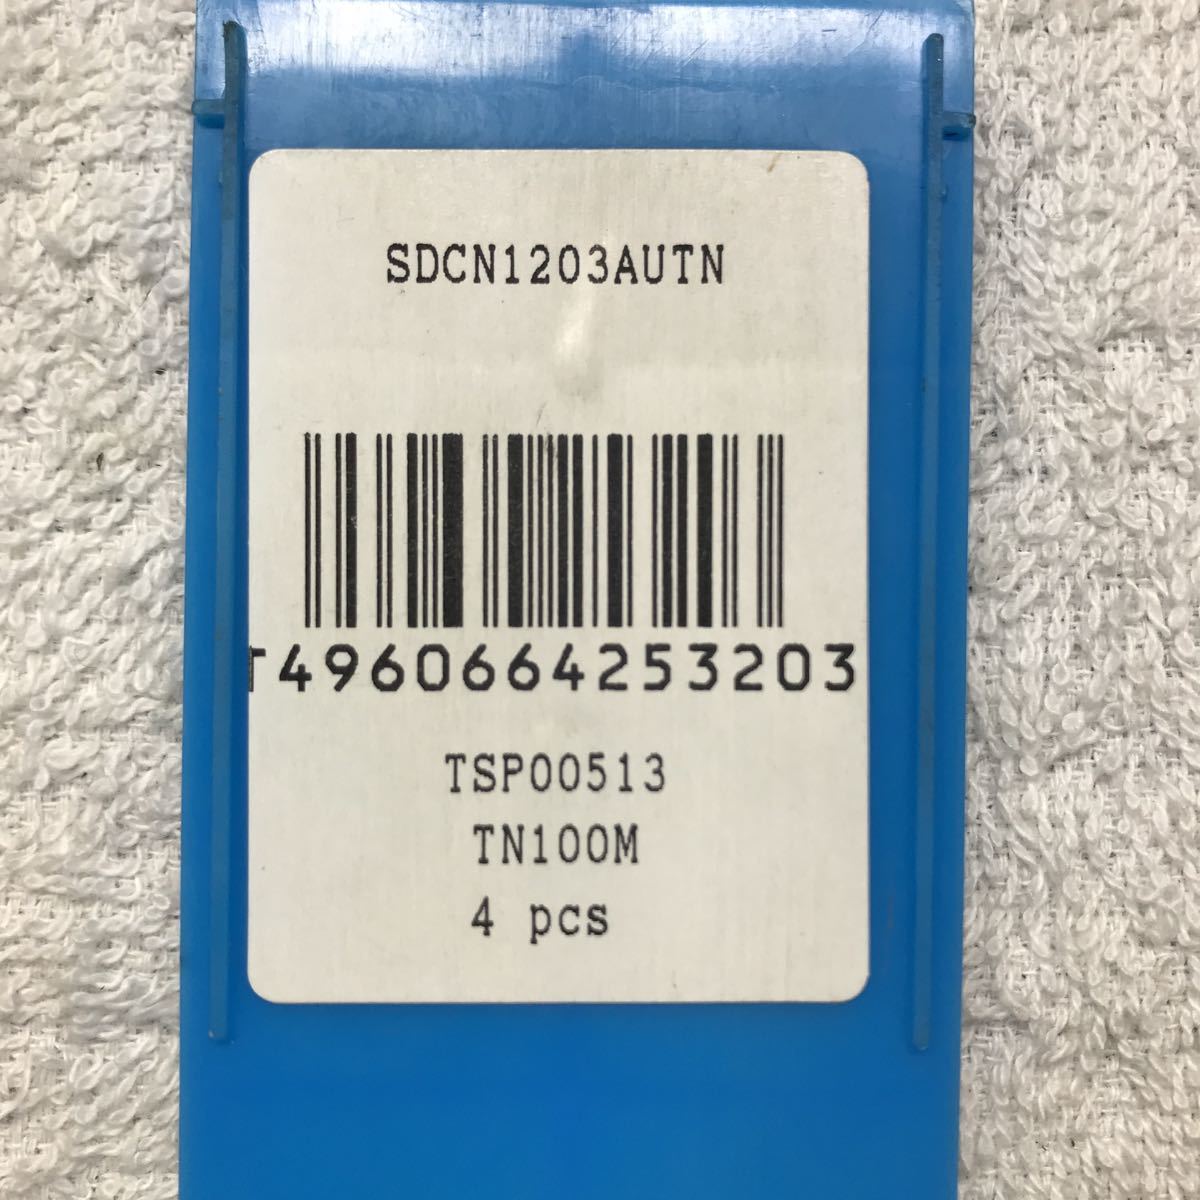 SDCN1203AUTN
T4960664253203
TSP00513
TN100M
4 pcs